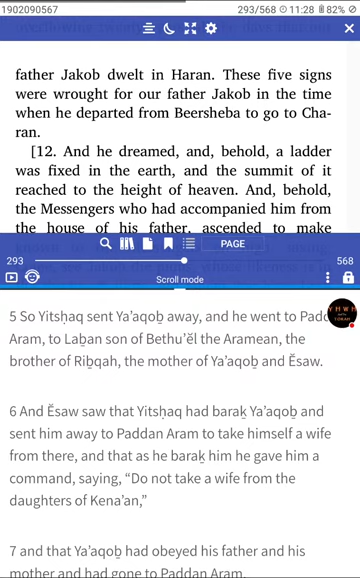 1902090567
293/568 11:28 82%
father Jakob dwelt in Haran. These five signs
were wrought for our father Jakob in the time
when he departed from Beersheba to go to Cha-
ran.
[12. And he dreamed, and, behold, a ladder
was fixed in the earth, and the summit of it
reached to the height of heaven. And, behold,
the Messengers who had accompanied him from
the house of his father, ascended to make
PAGE
293
568
Scroll mode
5 So Yitsḥaq sent Ya’aqoḇ away, and he went to
Aram, to Laḇan son of Bethu’ĕl the Aramean, the
brother of Riḇqah, the mother of Ya’aqoḇ and Ĕsaw.
6 And Ĕsaw saw that Yitsḥaq had baraḵ Ya’aqoḇ and
sent him away to Paddan Aram to take himself a wife
from there, and that as he baraḵ him he gave him a
command, saying, “Do not take a wife from the
daughters of Kena’an,”
7 and that Ya’aqoḇ had obeyed his father and his
mother and had gone to Paddan Aram.